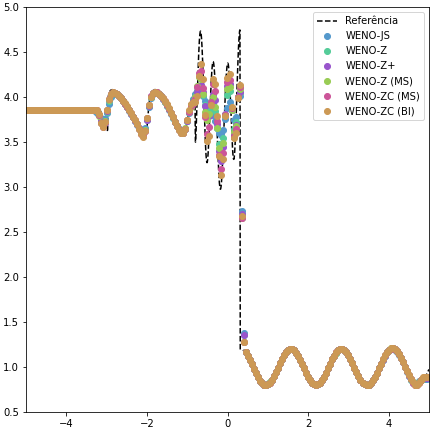 5.0
4.5
4.0
3.5
3.0
2.5
2.0
1.5
1.0
0.5
−4
−2
0
2
4
Referência
WENO-JS
WENO-Z
WENO-Z+
WENO-Z (MS)
WENO-ZC (MS)
WENO-ZC (BI)